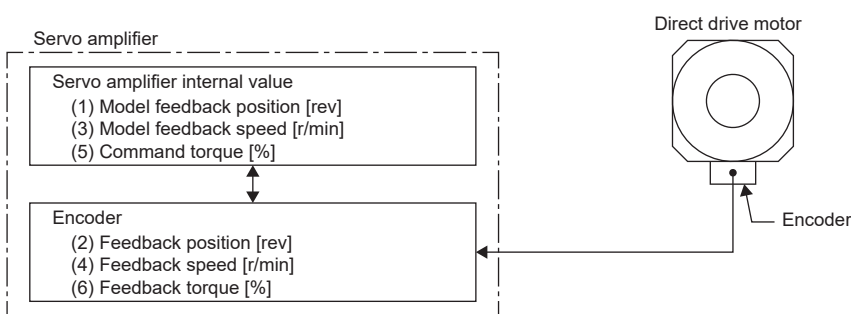 Direct drive motor
Servo amplifier
Servo amplifier internal value
(1) Model feedback position [rev]
(3) Model feedback speed [r/min]
(5) Command torque [%]
Encoder
(2) Feedback position [rev]
(4) Feedback speed [r/min]
(6) Feedback torque [%]
Encoder